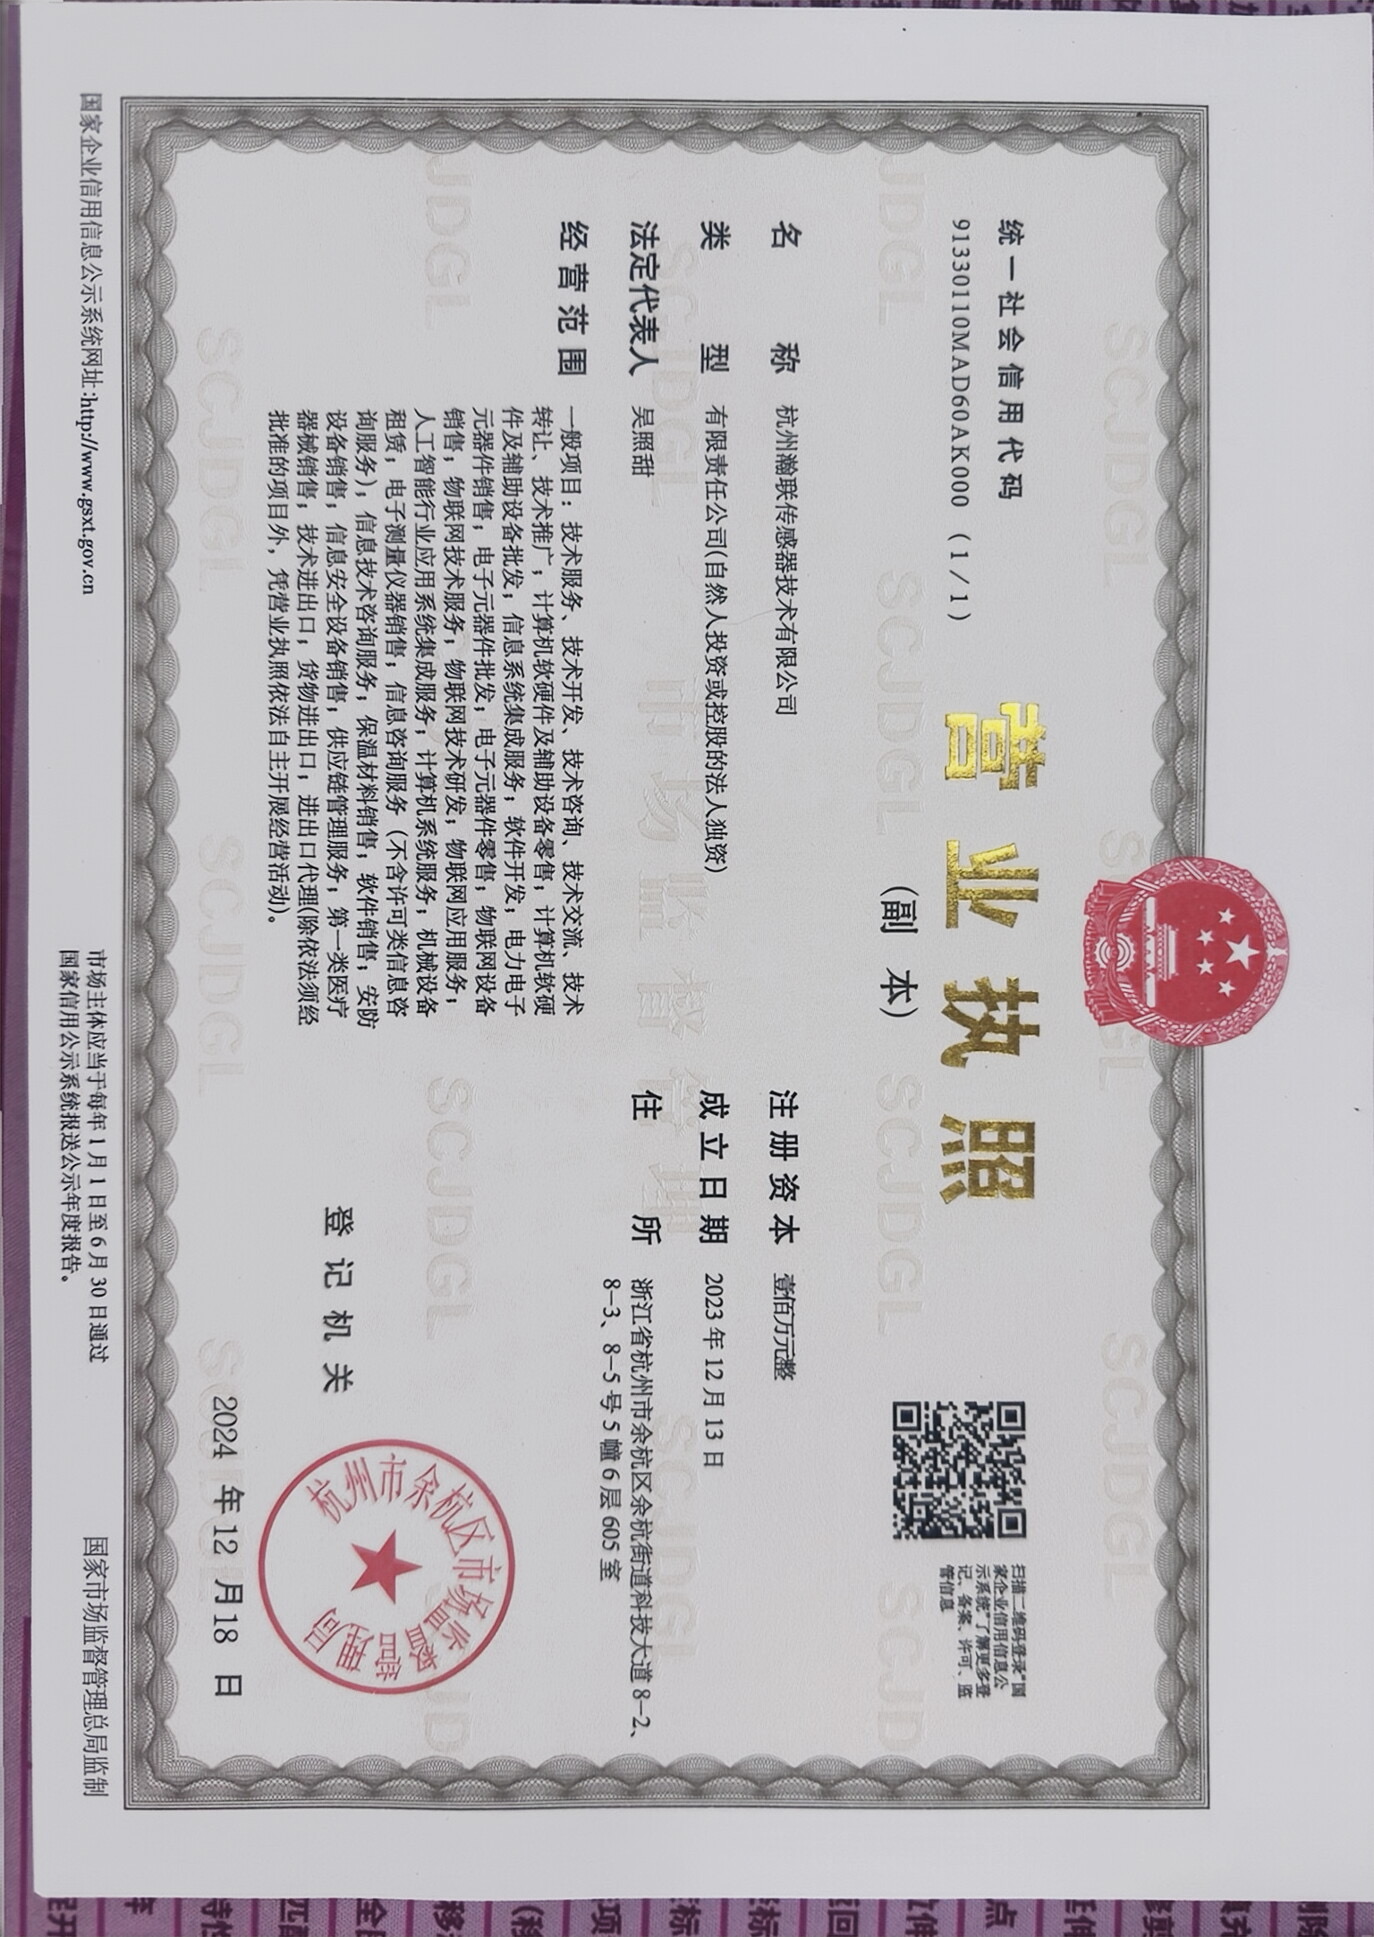 统一社会信用代码
91330110MAD60AK000 (1/1)
营业执照
(副 本)
扫描二维码登录“国
家企业信用信息公
示系统”了解更多登
记、备案、许可、监
管信息
名 称 杭州瀚联传感器技术有限公司
类 型 有限责任公司(自然人投资或控股的法人独资)
法定代表人 吴照甜
经营范围 一般项目：技术服务、技术开发、技术咨询、技术交流、技术
转让、技术推广；计算机软硬件及辅助设备零售；计算机软硬
件及辅助设备批发；信息系统集成服务；软件开发；电力电子
元器件销售；电子元器件批发；电子元器件零售；物联网设备
销售；物联网技术服务；物联网技术研发；物联网应用服务；
人工智能行业应用系统集成服务；计算机系统服务；机械设备
租赁；电子测量仪器销售；信息咨询服务（不含许可类信息咨
询服务）；信息技术咨询服务；保温材料销售；软件销售；安防
设备销售；信息安全设备销售；供应链管理服务；第一类医疗
器械销售；技术进出口；货物进出口；进出口代理(除依法须经
批准的项目外，凭营业执照依法自主开展经营活动)。
注册资本 壹佰万元整
成立日期 2023年12月13日
住 所 浙江省杭州市余杭区余杭街道科技大道8-2、
8-3、8-5号5幢6层605室
登记机关
杭州市余杭区市场监督管理局
2024 年 12 月 18 日
国家企业信用信息公示系统网址:http://www.gsxt.gov.cn
市场主体应当于每年1月1日至6月30日通过
国家信用公示系统报送公示年度报告。
国家市场监督管理总局监制
SCJDGL
市场监督管理